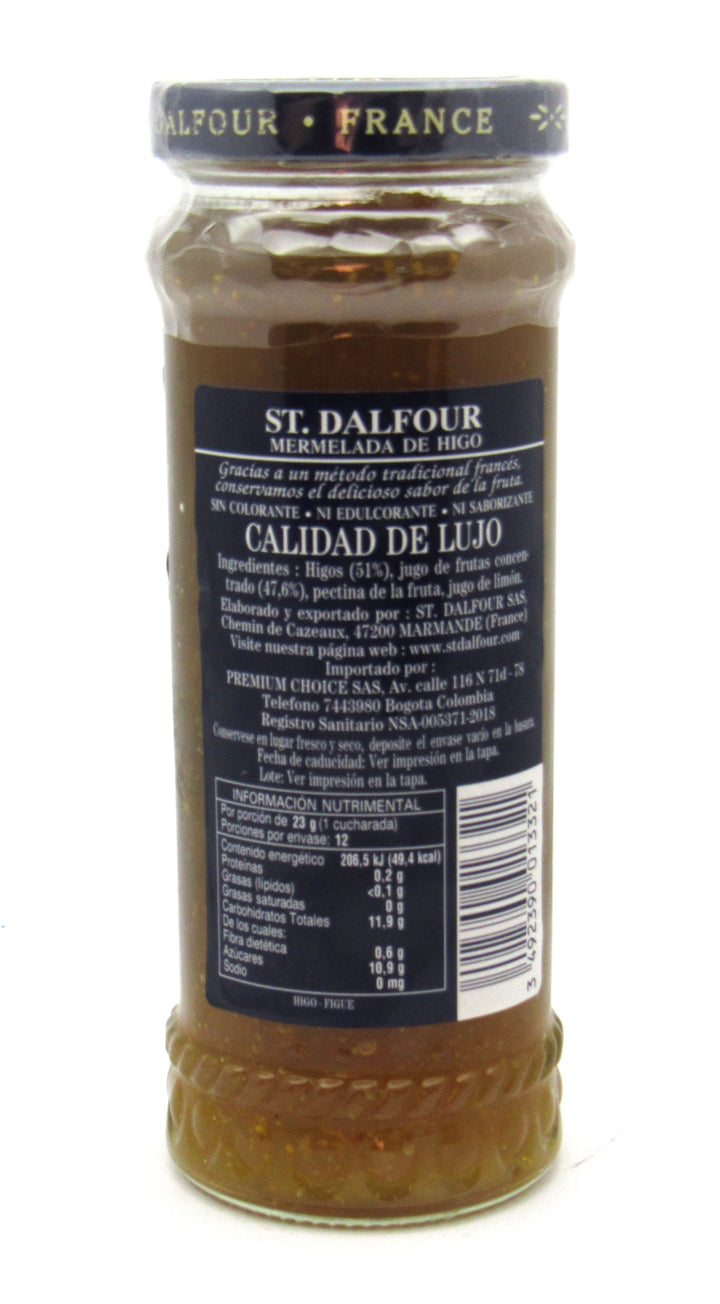 DALFOUR • FRANCE
ST. DALFOUR
MERMELADA DE HIGO
Gracias a un método tradicional francés,
conservamos el delicioso sabor de la fruta.
SIN COLORANTE • NI EDULCORANTE • NI SABORIZANTE
CALIDAD DE LUJO
Ingredientes : Higos (51%), jugo de frutas concen-
trado (47,6%), pectina de la fruta, jugo de limón.
Elaborado y exportado por : ST. DALFOUR SAS,
Chemin de Cazeaux, 47200 MARMANDE (France)
Visite nuestra página web : www.stdalfour.com
Importado por :
PREMIUM CHOICE SAS, Av. calle 116 N 71d - 78
Telefono 7443980 Bogota Colombia
Registro Sanitario NSA-005371-2018
Conservese en lugar fresco y seco, deposite el envase vacío en la basura.
Fecha de caducidad: Ver impresión en la tapa.
Lote: Ver impresión en la tapa.
INFORMACIÓN NUTRIMENTAL
Por porción de 23 g (1 cucharada)
Porciones por envase: 12
Contenido energético 206,5 kJ (49,4 kcal)
Proteínas 0,2 g
Grasas (lípidos) <0,1 g
Grasas saturadas 0 g
Carbohidratos Totales 11,9 g
De los cuales:
Fibra dietética 0,6 g
Azúcares 10,9 g
Sodio 0 mg
HIGO - FIGUE
3 492390 013321